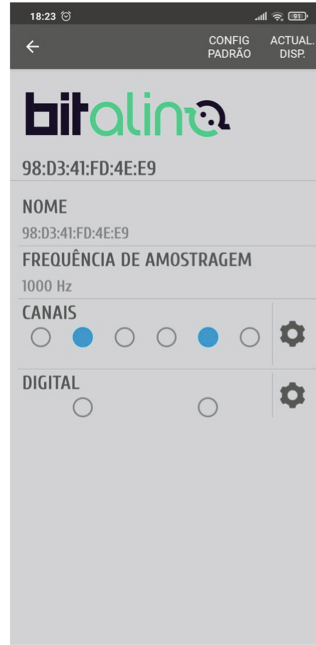 18:23
91
CONFIG
PADRÃO
ACTUAL.
DISP.
bitalino
98:D3:41:FD:4E:E9
NOME
98:D3:41:FD:4E:E9
FREQUÊNCIA DE AMOSTRAGEM
1000 Hz
CANAIS
DIGITAL